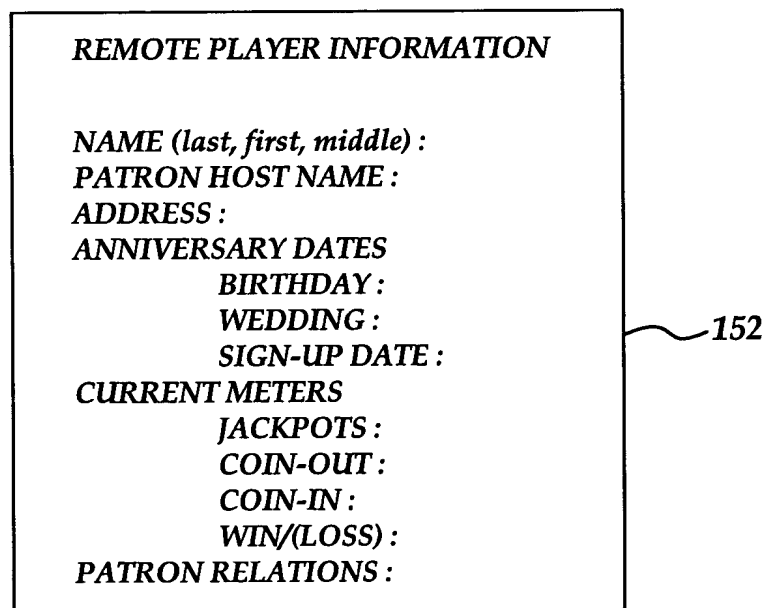 REMOTE PLAYER INFORMATION
NAME (last, first, middle) :
PATRON HOST NAME :
ADDRESS :
ANNIVERSARY DATES
BIRTHDAY :
WEDDING :
SIGN-UP DATE :
CURRENT METERS
JACKPOTS :
COIN-OUT :
COIN-IN :
WIN/(LOSS) :
PATRON RELATIONS :
152